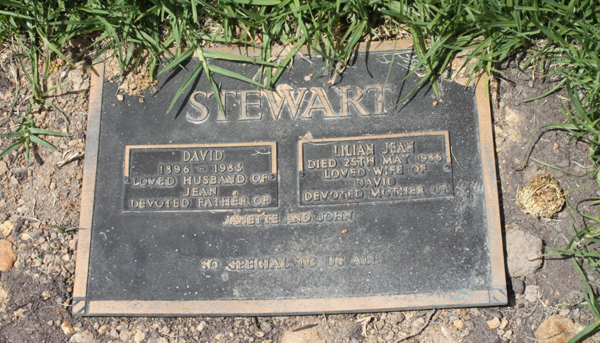 STEWART
DAVID
1896 - 1983
LOVED HUSBAND OF
JEAN
DEVOTED FATHER OF
LILIAN JEAN
DIED 25TH MAY 1986
LOVED WIFE OF
DAVID
DEVOTED MOTHER OF
JANETTE AND JOHN
SO SPECIAL TO US ALL